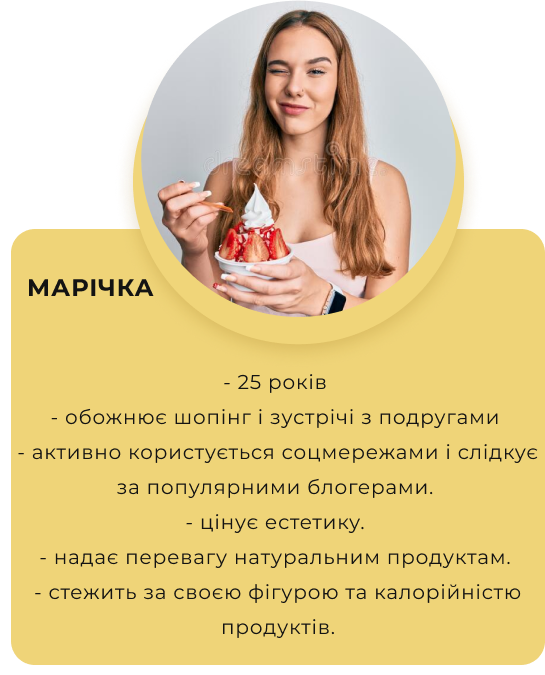 МАРІЧКА
- 25 років
- обожнює шопінг і зустрічі з подругами
- активно користується соцмережами і слідкує
за популярними блогерами.
- цінує естетику.
- надає перевагу натуральним продуктам.
- стежить за своєю фігурою та калорійністю
продуктів.